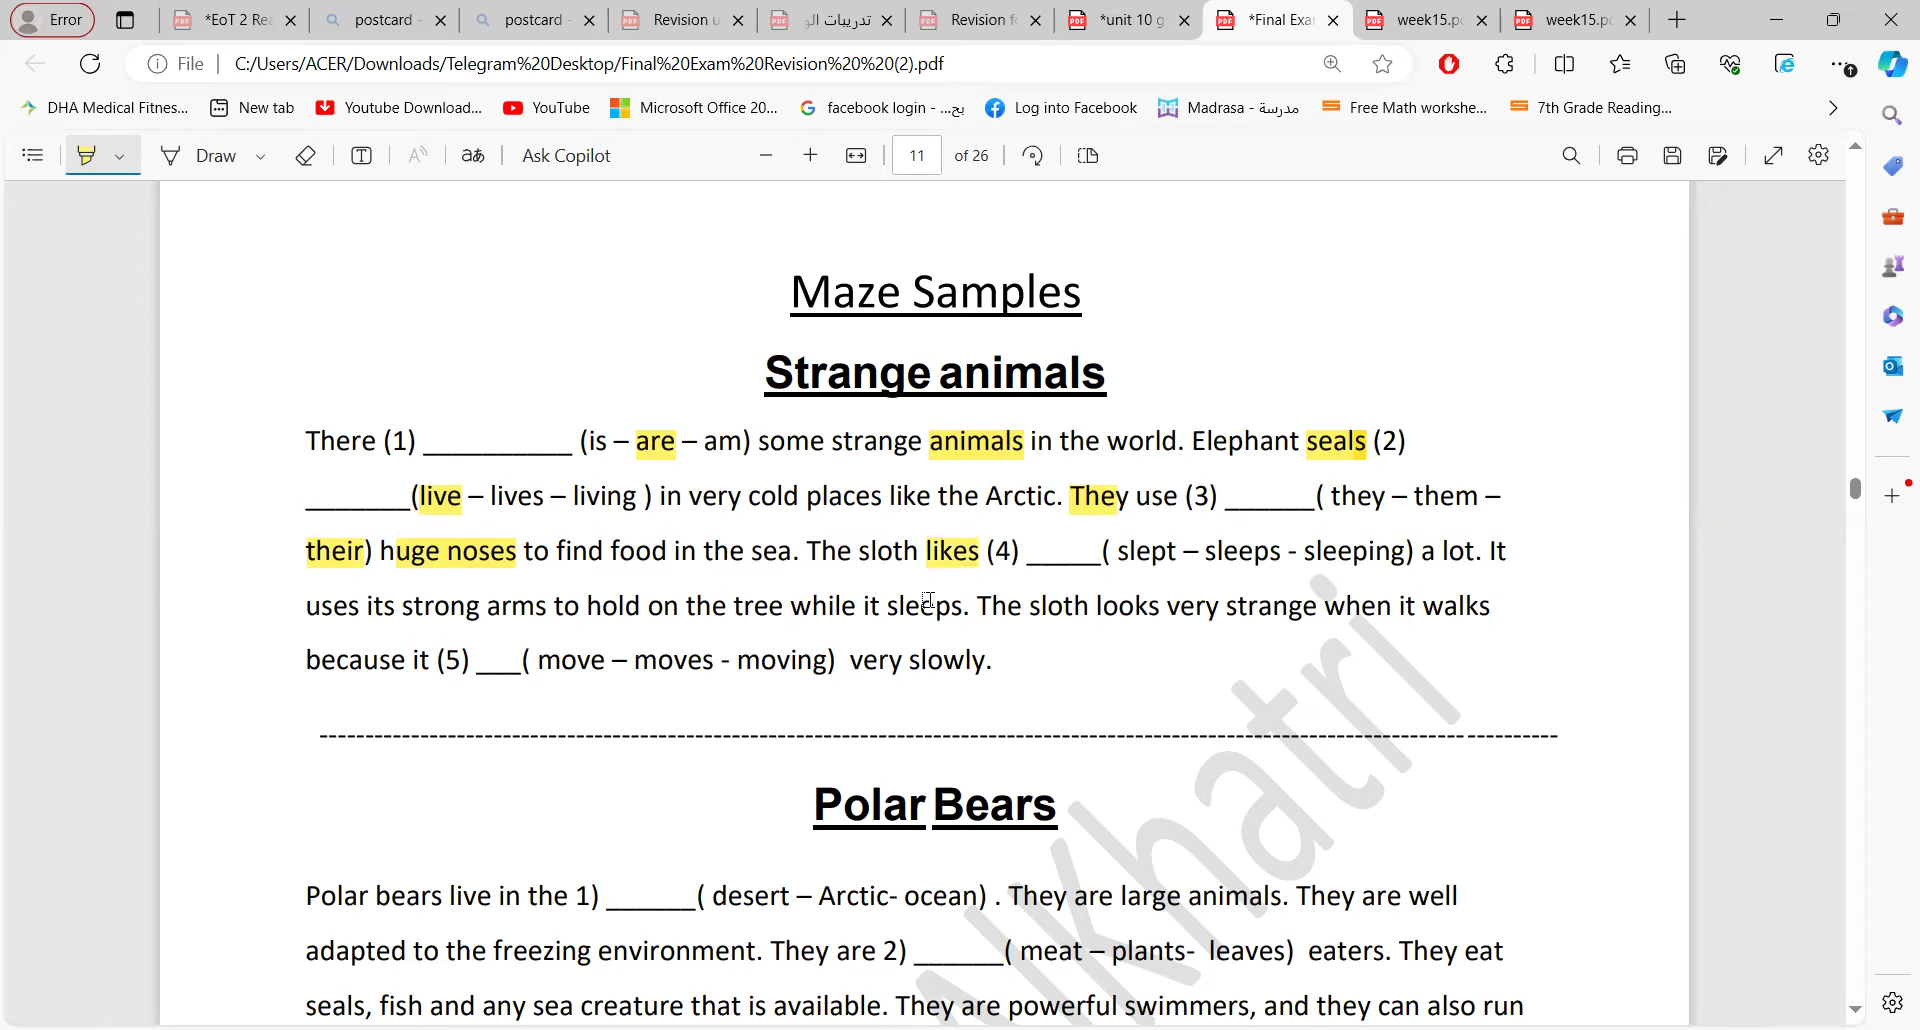 Error
*EoT 2 Re
postcard -
postcard -
Revision u
تدريبات الو
Revision fo
*unit 10 g
*Final Exa
week15.pd
week15.pd
File
C:/Users/ACER/Downloads/Telegram%20Desktop/Final%20Exam%20Revision%20%20(2).pdf
DHA Medical Fitnes...
New tab
Youtube Download...
YouTube
Microsoft Office 20...
facebook login - بح...
Log into Facebook
Madrasa - مدرسة
Free Math workshe...
7th Grade Reading...
Draw
Ask Copilot
11
of 26
Maze Samples
Strange animals
There (1) __________ (is – are – am) some strange animals in the world. Elephant seals (2)
_______(live – lives – living ) in very cold places like the Arctic. They use (3) ______( they – them –
their) huge noses to find food in the sea. The sloth likes (4) _____( slept – sleeps - sleeping) a lot. It
uses its strong arms to hold on the tree while it sleeps. The sloth looks very strange when it walks
because it (5) ___( move – moves - moving)  very slowly.
Polar Bears
Polar bears live in the 1) ______( desert – Arctic- ocean) . They are large animals. They are well
adapted to the freezing environment. They are 2) ______( meat – plants-  leaves)  eaters. They eat
seals, fish and any sea creature that is available. They are powerful swimmers, and they can also run
lkhatri